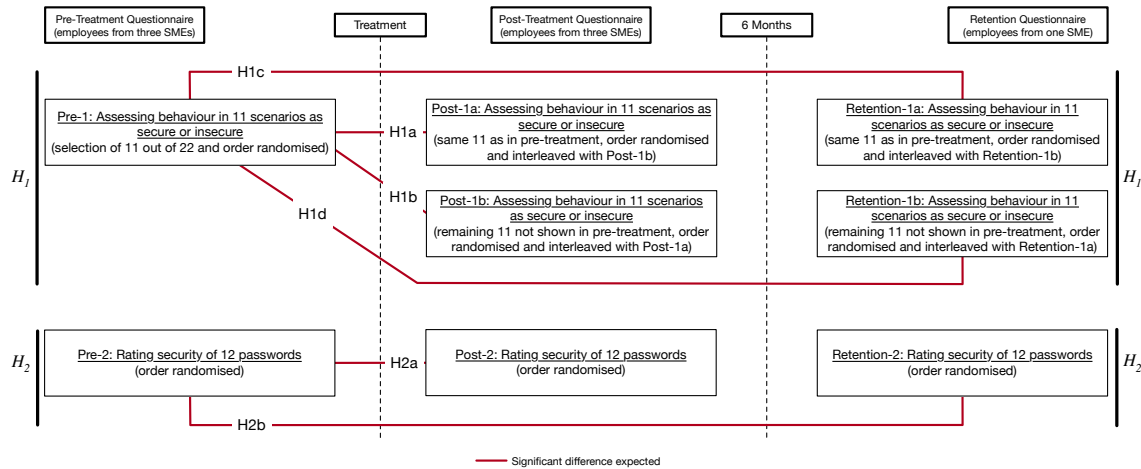 Pre-Treatment Questionnaire
(employees from three SMEs)
Treatment
Post-Treatment Questionnaire
(employees from three SMEs)
6 Months
Retention Questionnaire
(employees from one SME)
H1c
Pre-1: Assessing behaviour in 11 scenarios as
secure or insecure
(selection of 11 out of 22 and order randomised)
H1a
Post-1a: Assessing behaviour in 11 scenarios
as secure or insecure
(same 11 as in pre-treatment, order randomised
and interleaved with Post-1b)
Retention-1a: Assessing behaviour in 11
scenarios as secure or insecure
(same 11 as in pre-treatment, order randomised
and interleaved with Retention-1b)
H1
H1
H1b
H1d
Post-1b: Assessing behaviour in 11 scenarios
as secure or insecure
(remaining 11 not shown in pre-treatment, order
randomised and interleaved with Post-1a)
Retention-1b: Assessing behaviour in 11
scenarios as secure or insecure
(remaining 11 not shown in pre-treatment, order
randomised and interleaved with Retention-1a)
H2
Pre-2: Rating security of 12 passwords
(order randomised)
H2a
Post-2: Rating security of 12 passwords
(order randomised)
Retention-2: Rating security of 12 passwords
(order randomised)
H2
H2b
Significant difference expected